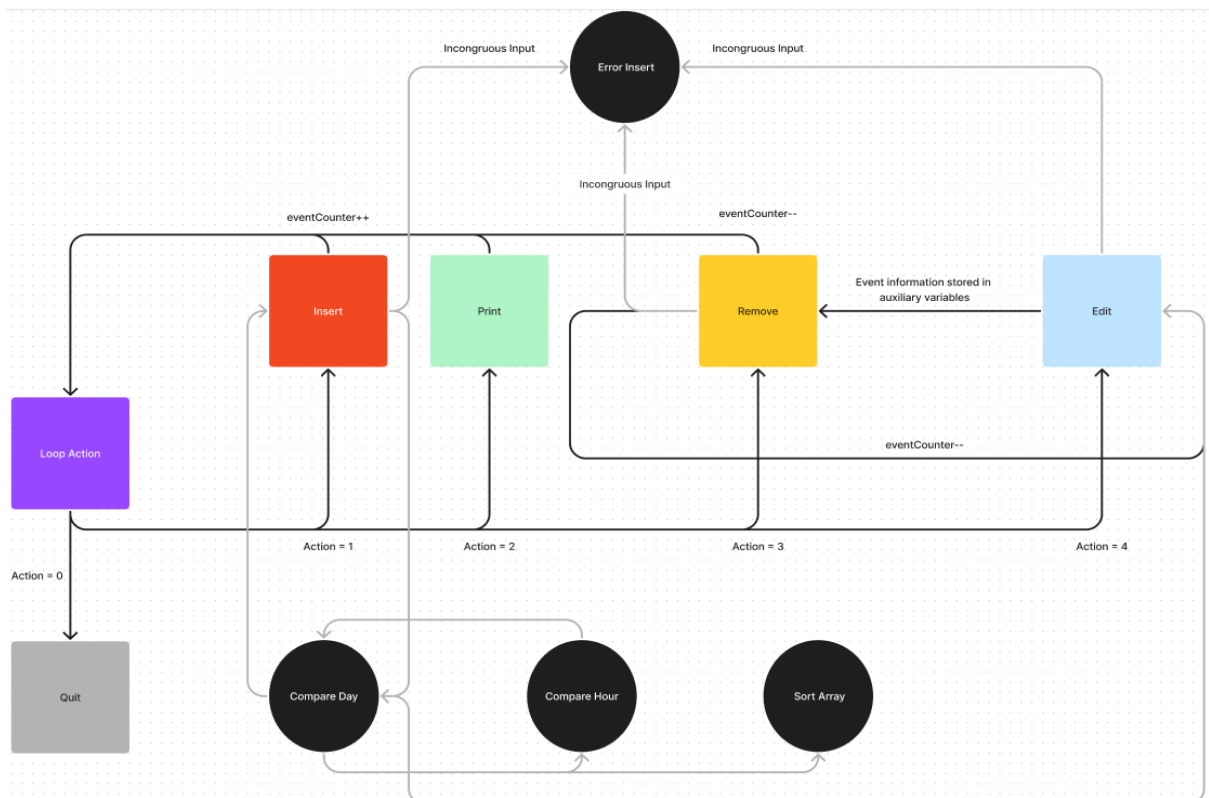 Incongruous Input
Error Insert
Incongruous Input
Incongruous Input
eventCounter++
eventCounter--
Insert
Print
Remove
Event information stored in
auxiliary variables
Edit
Loop Action
eventCounter--
Action = 1
Action = 2
Action = 3
Action = 4
Action = 0
Quit
Compare Day
Compare Hour
Sort Array